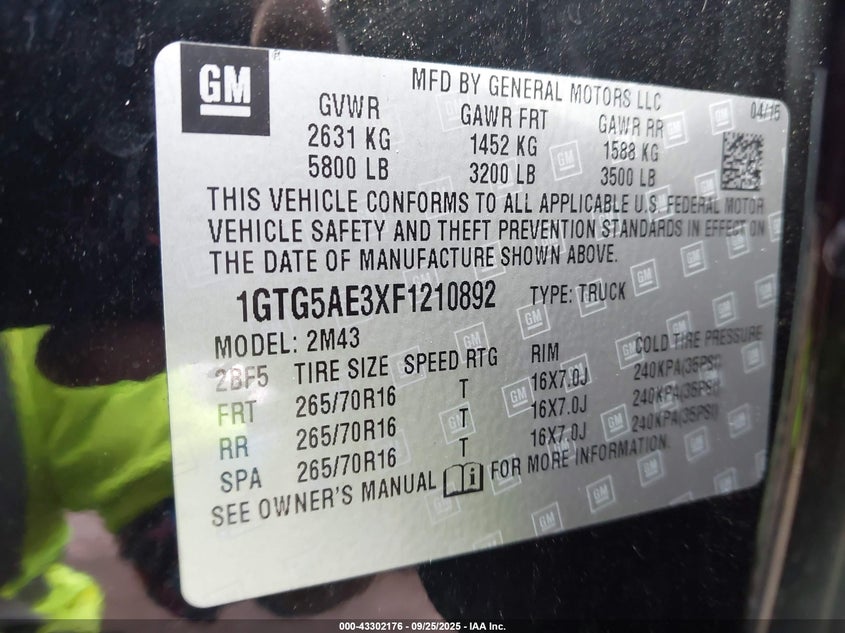 GM
MFD BY GENERAL MOTORS LLC
04/15
GVWR GAWR FRT GAWR RR
2631 KG 1452 KG 1588 KG
5800 LB 3200 LB 3500 LB
THIS VEHICLE CONFORMS TO ALL APPLICABLE U.S. FEDERAL MOTOR
VEHICLE SAFETY AND THEFT PREVENTION STANDARDS IN EFFECT ON
THE DATE OF MANUFACTURE SHOWN ABOVE.
1GTG5AE3XF1210892 TYPE: TRUCK
MODEL: 2M43
2BF5 TIRE SIZE SPEED RTG RIM COLD TIRE PRESSURE
FRT 265/70R16 T 16X7.0J 240KPA(35PSI)
RR 265/70R16 T 16X7.0J 240KPA(35PSI)
SPA 265/70R16 T 16X7.0J 240KPA(35PSI)
SEE OWNER'S MANUAL i FOR MORE INFORMATION.
000-43302176 - 09/25/2025 - IAA Inc.